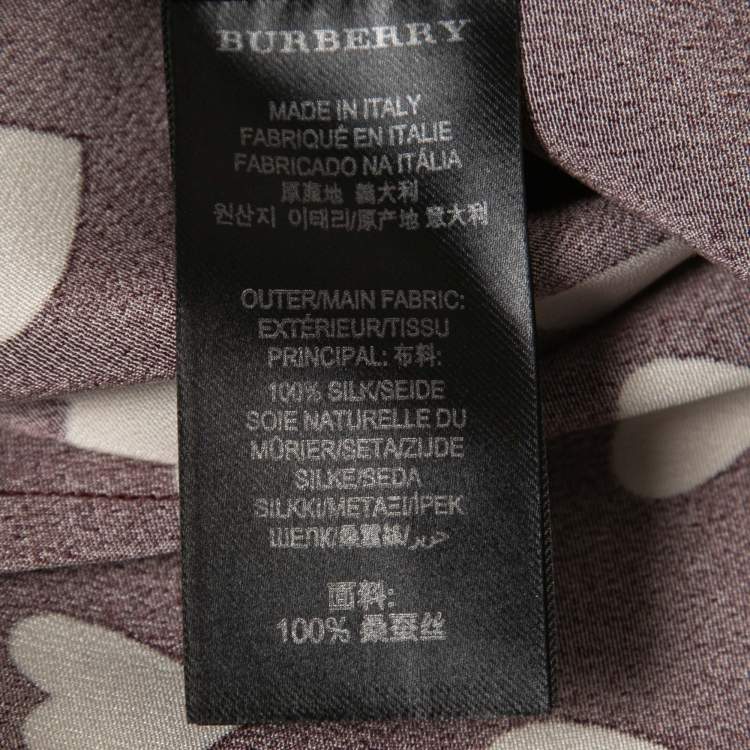 BURBERRY
MADE IN ITALY
FABRIQUÉ EN ITALIE
FABRICADO NA ITÁLIA
原產地 義大利
원산지 이태리/原产地 意大利
OUTER/MAIN FABRIC:
EXTÉRIEUR/TISSU
PRINCIPAL: 布料:
100% SILK/SEIDE
SOIE NATURELLE DU
MÛRIER/SETA/ZIJDE
SILKE/SEDA
SILKKI/ΜΕΤΑΞΙ/İPEK
ШЕЛК/桑蠶絲/حرير
面料:
100% 桑蚕丝